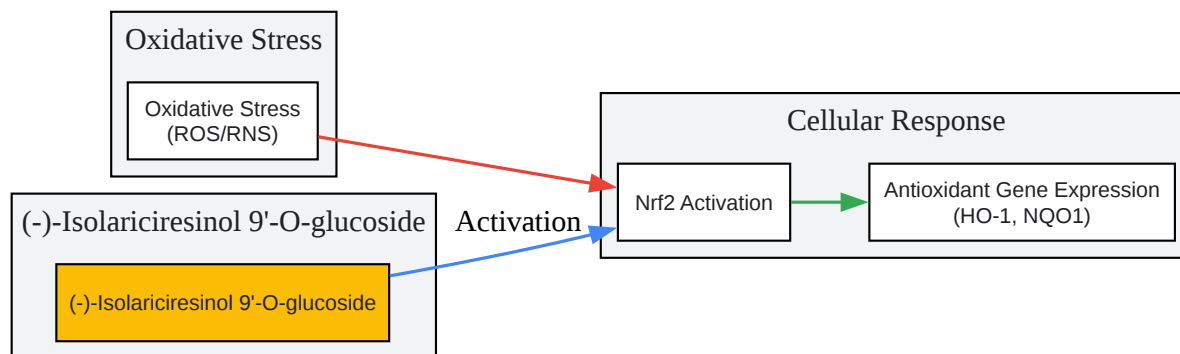 Oxidative Stress
Oxidative Stress
(ROS/RNS)
(-)-Isolariciresinol 9'-O-glucoside
(-)-Isolariciresinol 9'-O-glucoside
Activation
Cellular Response
Nrf2 Activation
Antioxidant Gene Expression
(HO-1, NQO1)